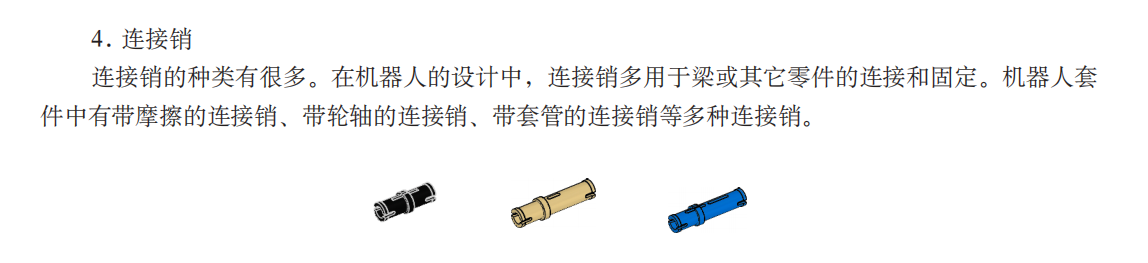 4. 连接销
连接销的种类有很多。在机器人的设计中，连接销多用于梁或其它零件的连接和固定。机器人套
件中有带摩擦的连接销、带轮轴的连接销、带套管的连接销等多种连接销。